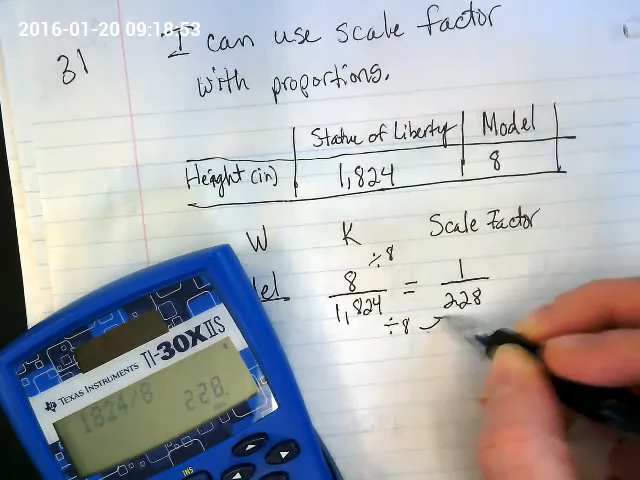 2016-01-20 09:18:53
31 I can use scale factor
with proportions.
Statue of Liberty Model
Height (in) 1,824 8
W K Scale Factor
÷8
8 = 1
1,824 228
÷8
TEXAS INSTRUMENTS TI-30X IIS
1824/8
228
INS